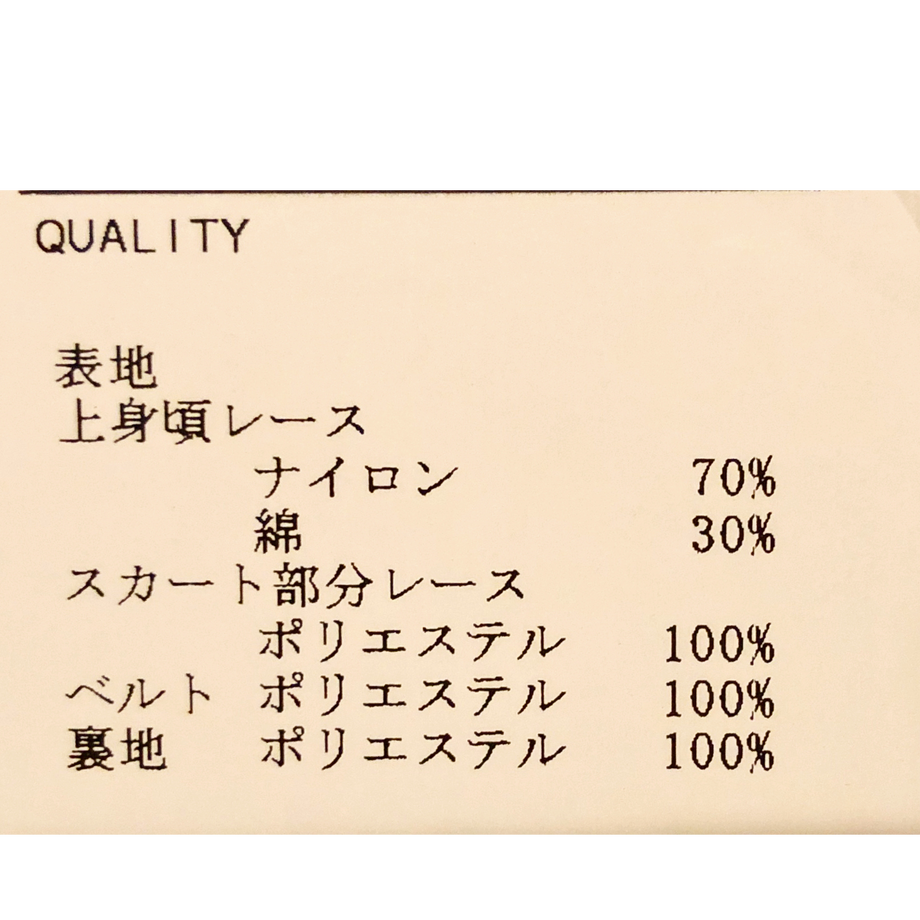 QUALITY
表地
上身頃レース
ナイロン 70%
綿 30%
スカート部分レース
ポリエステル 100%
ベルト ポリエステル 100%
裏地 ポリエステル 100%